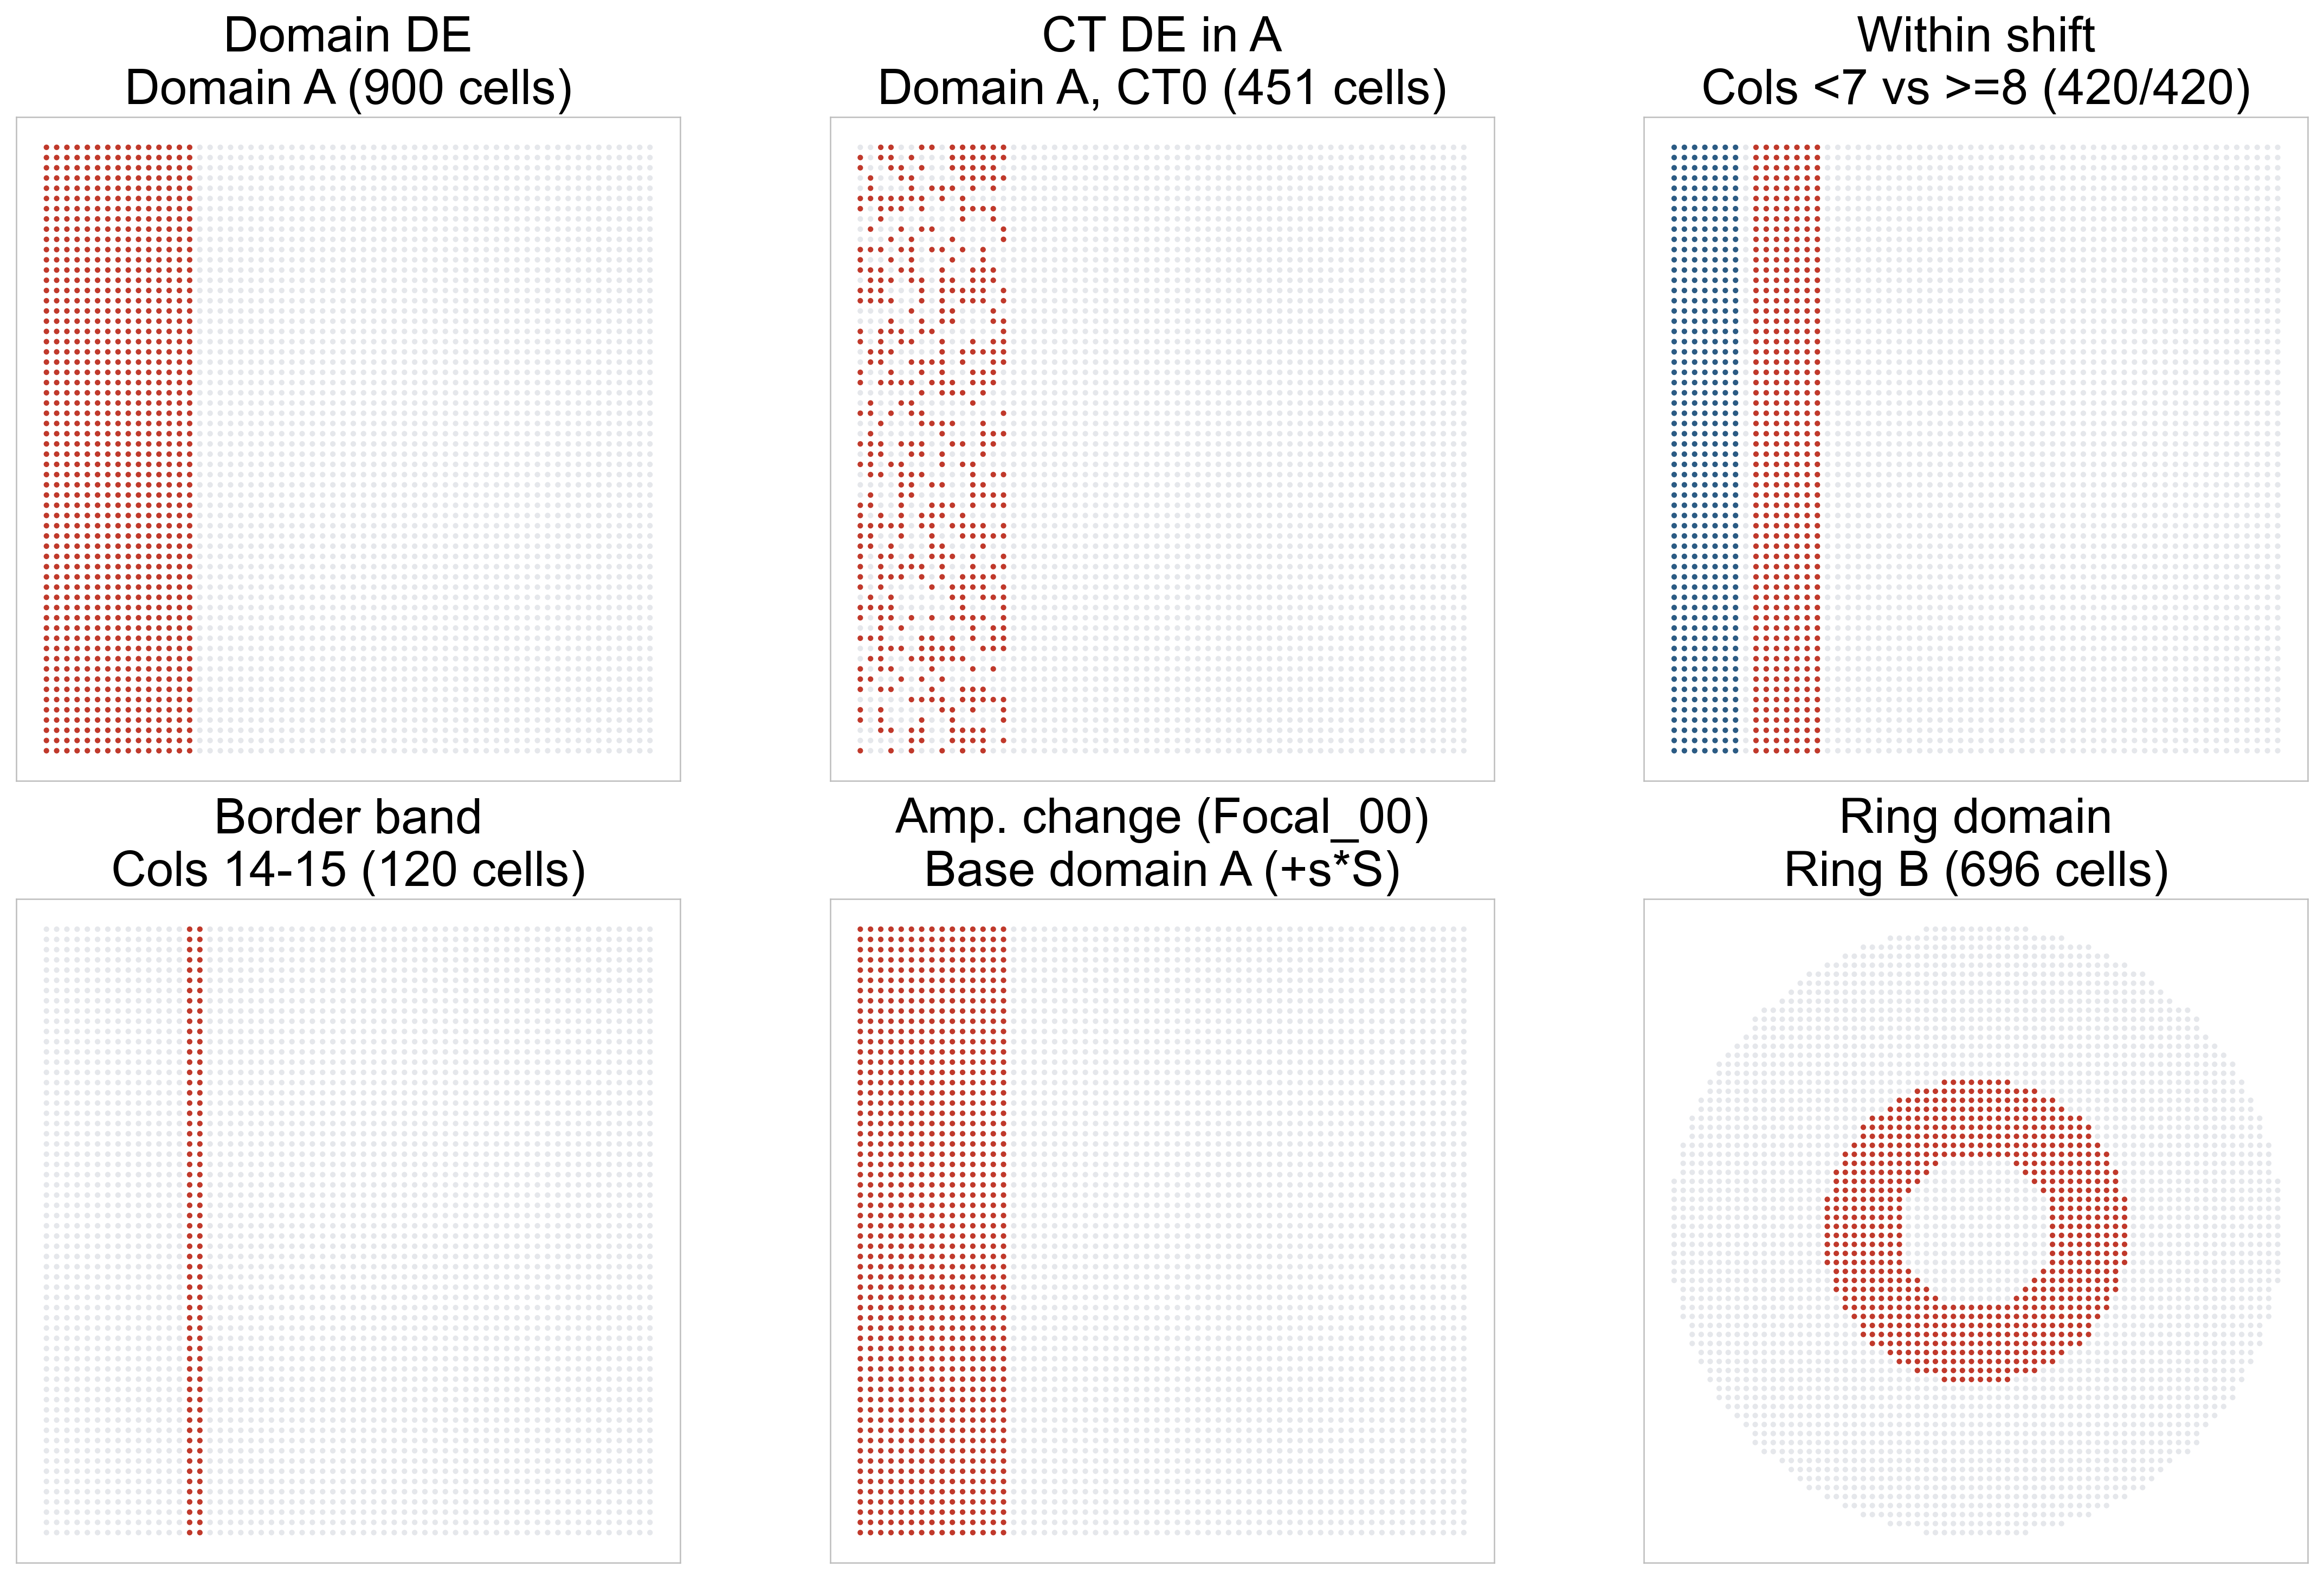 Domain DE
Domain A (900 cells)
CT DE in A
Domain A, CT0 (451 cells)
Within shift
Cols <7 vs >=8 (420/420)
Border band
Cols 14-15 (120 cells)
Amp. change (Focal_00)
Base domain A (+s*S)
Ring domain
Ring B (696 cells)